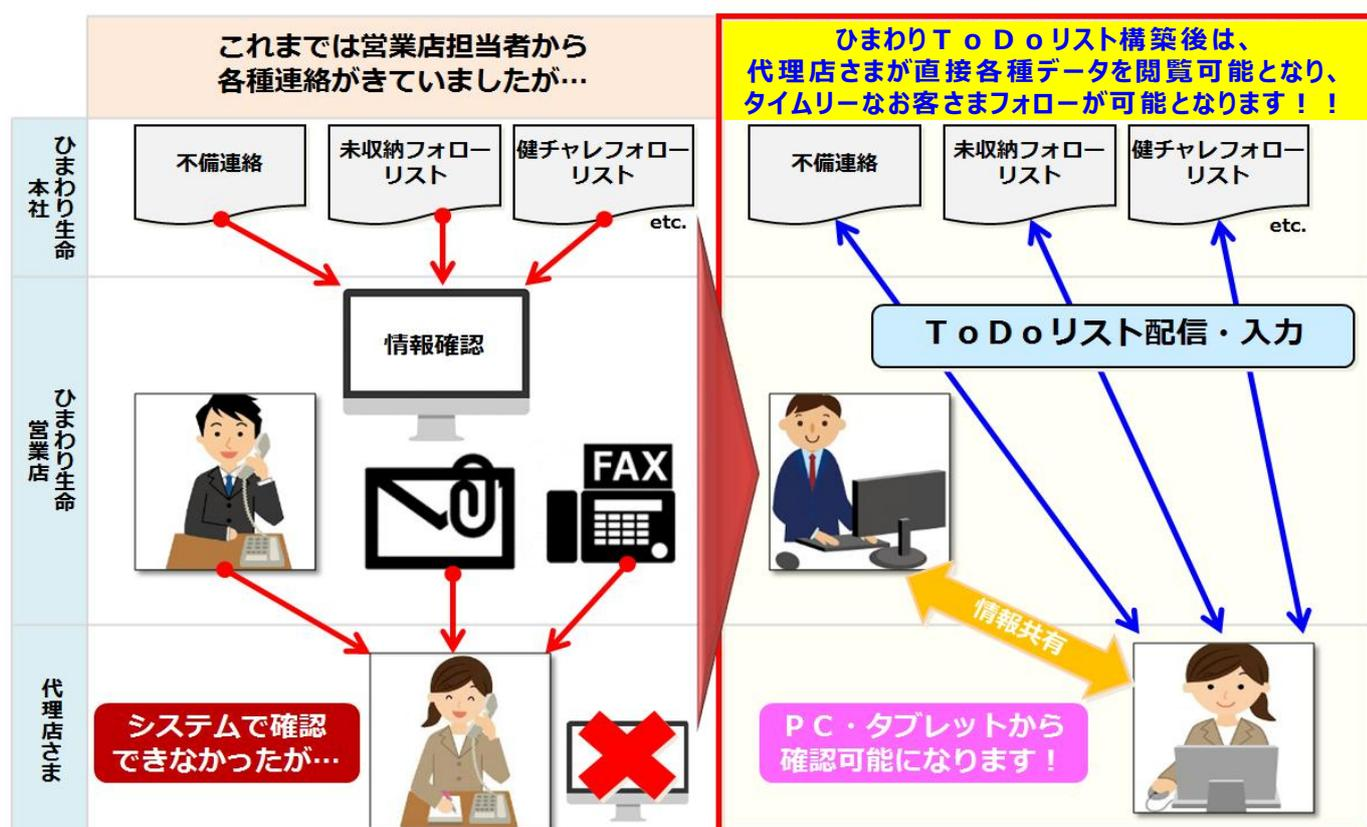 これまでは営業店担当者から
各種連絡がきていましたが…
ひまわりＴｏＤｏリスト構築後は、
代理店さまが直接各種データを閲覧可能となり、
タイムリーなお客さまフォローが可能となります！！
ひまわり生命
本社
不備連絡
未収納フォロー
リスト
健チャレフォロー
リスト
etc.
不備連絡
未収納フォロー
リスト
健チャレフォロー
リスト
etc.
ひまわり生命
営業店
情報確認
FAX
ＴｏＤｏリスト配信・入力
情報共有
代理店さま
システムで確認
できなかったが…
ＰＣ・タブレットから
確認可能になります！